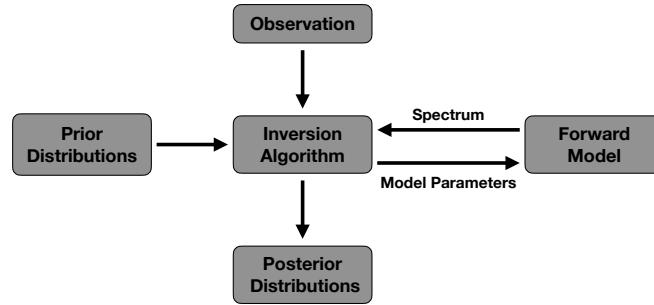 Observation
Prior
Distributions
Inversion
Algorithm
Spectrum
Model Parameters
Forward
Model
Posterior
Distributions